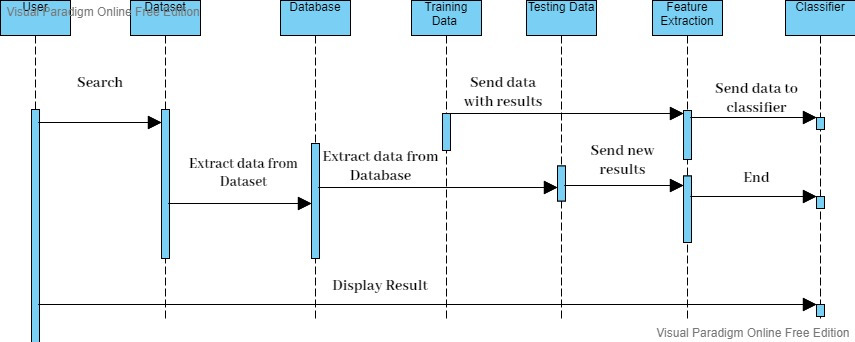 Visual Paradigm Online Free Edition
User
Dataset
Database
Training
Data
Testing Data
Feature
Extraction
Classifier
Search
Send data
with results
Send data to
classifier
Extract data from
Dataset
Extract data from
Database
Send new
results
End
Display Result
Visual Paradigm Online Free Edition